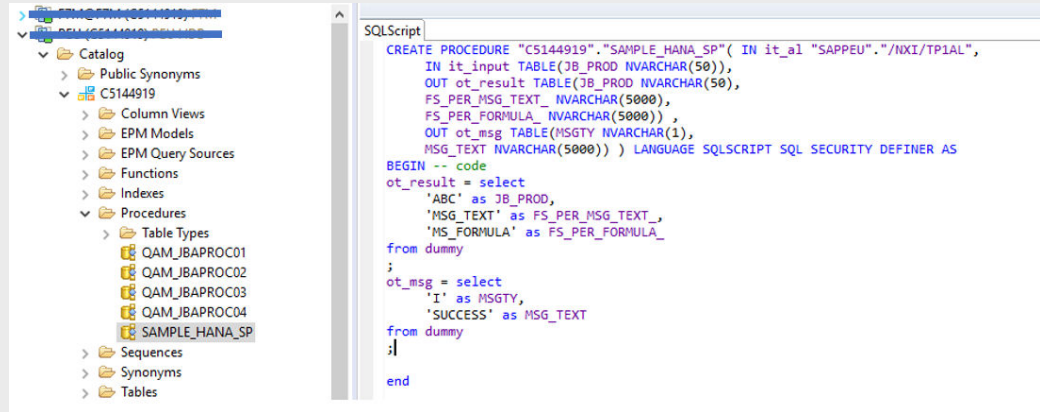 Catalog
Public Synonyms
C5144919
Column Views
EPM Models
EPM Query Sources
Functions
Indexes
Procedures
Table Types
QAM_JBAPROC01
QAM_JBAPROC02
QAM_JBAPROC03
QAM_JBAPROC04
SAMPLE_HANA_SP
Sequences
Synonyms
Tables
SQLScript
CREATE PROCEDURE "C5144919"."SAMPLE_HANA_SP"( IN it_al "SAPPEU"."/NXI/TP1AL",
IN it_input TABLE(JB_PROD NVARCHAR(50)),
OUT ot_result TABLE(JB_PROD NVARCHAR(50),
FS_PER_MSG_TEXT_ NVARCHAR(5000),
FS_PER_FORMULA_ NVARCHAR(5000)) ,
OUT ot_msg TABLE(MSGTY NVARCHAR(1),
MSG_TEXT NVARCHAR(5000)) ) LANGUAGE SQLSCRIPT SQL SECURITY DEFINER AS
BEGIN -- code
ot_result = select
'ABC' as JB_PROD,
'MSG_TEXT' as FS_PER_MSG_TEXT_,
'MS_FORMULA' as FS_PER_FORMULA_
from dummy
;
ot_msg = select
'I' as MSGTY,
'SUCCESS' as MSG_TEXT
from dummy
;
end